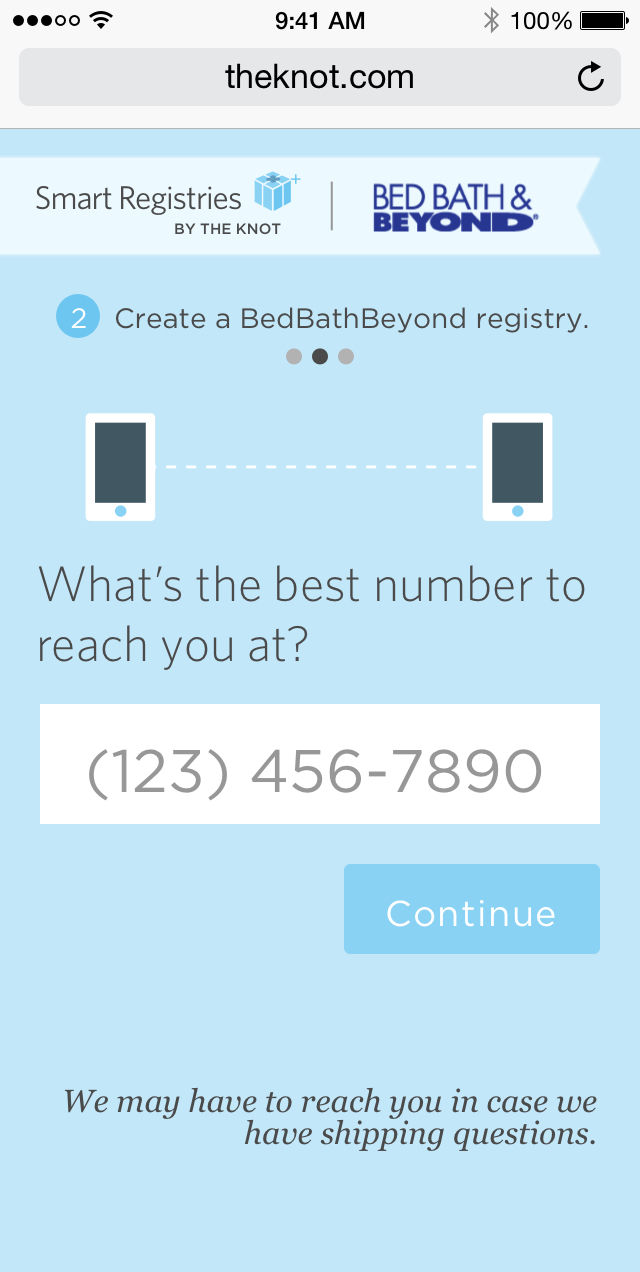 9:41 AM 100%
theknot.com
Smart Registries
BY THE KNOT
BED BATH &
BEYOND®
2 Create a BedBathBeyond registry.
What's the best number to
reach you at?
(123) 456-7890
Continue
We may have to reach you in case we
have shipping questions.